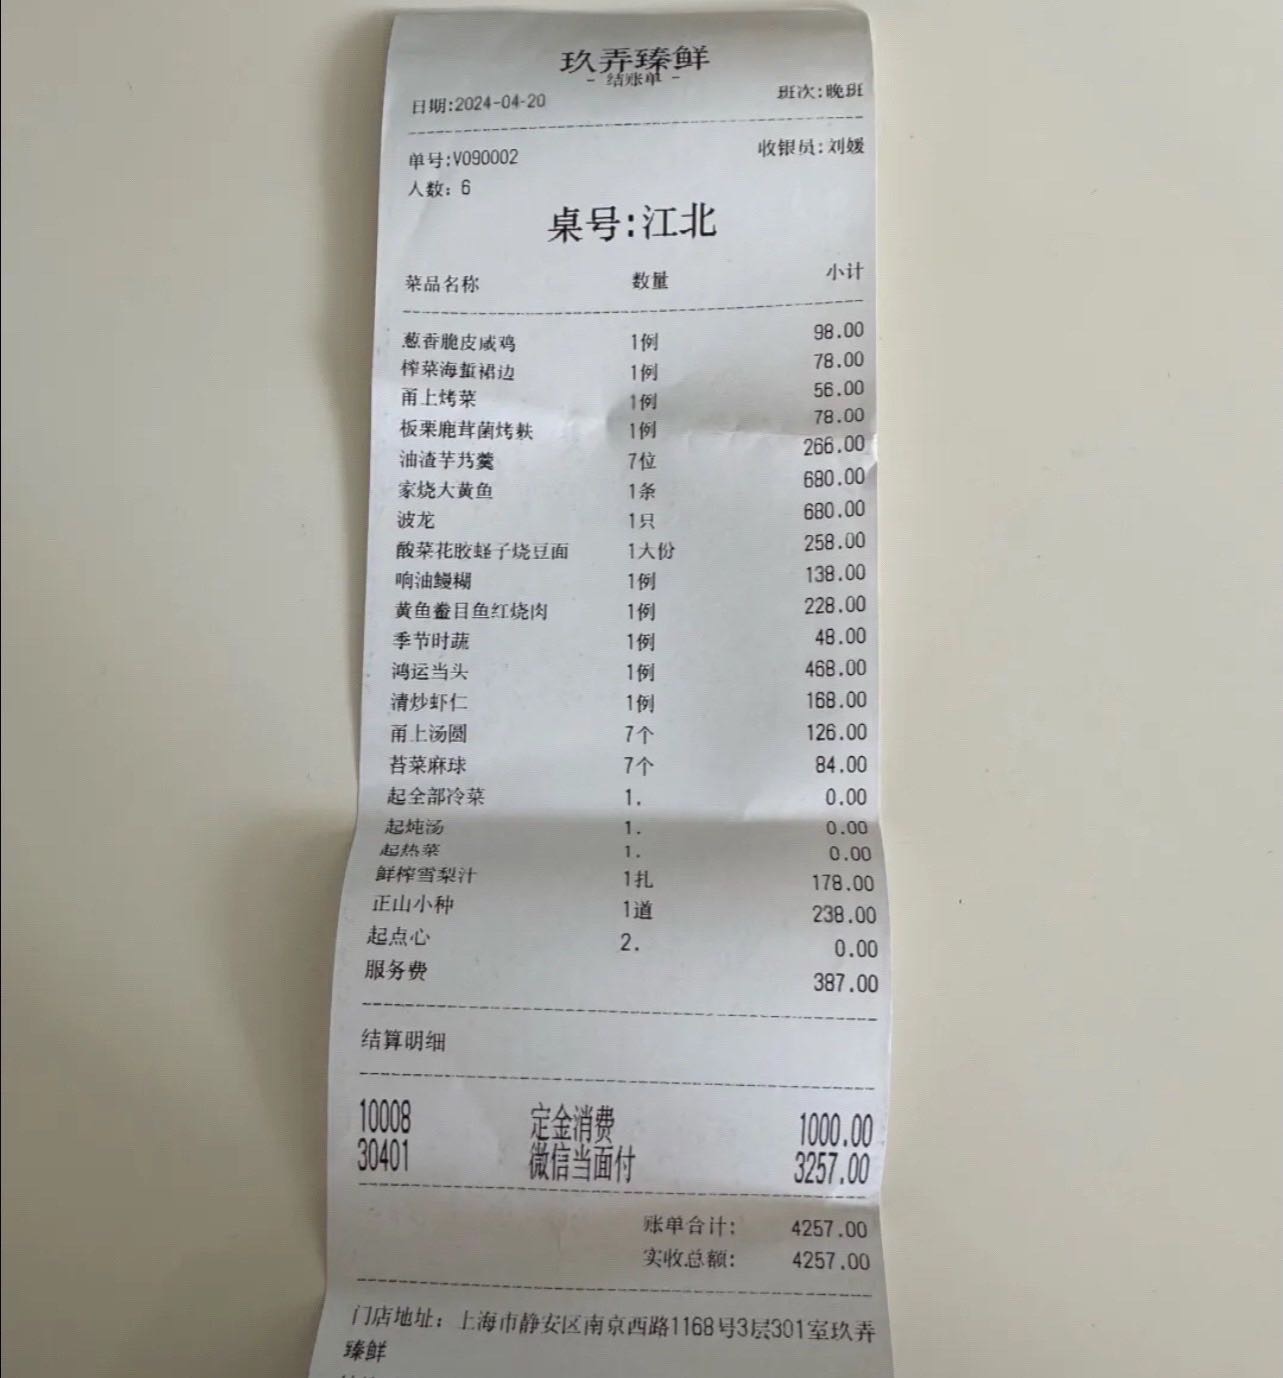 玖弄臻鲜
- 结账单 -
日期:2024-04-20 班次:晚班
单号:V090002 收银员:刘媛
人数: 6
桌号:江北
菜品名称 数量 小计
葱香脆皮咸鸡 1例 98.00
榨菜海蜇裙边 1例 78.00
甬上烤菜 1例 56.00
板栗鹿茸菌烤麸 1例 78.00
油渣芋艿羹 7位 266.00
家烧大黄鱼 1条 680.00
波龙 1只 680.00
酸菜花胶蛏子烧豆面 1大份 258.00
响油鳗糊 1例 138.00
黄鱼鲞目鱼红烧肉 1例 228.00
季节时蔬 1例 48.00
鸿运当头 1例 468.00
清炒虾仁 1例 168.00
甬上汤圆 7个 126.00
苔菜麻球 7个 84.00
起全部冷菜 1. 0.00
起炖汤 1. 0.00
起热菜 1. 0.00
鲜榨雪梨汁 1扎 178.00
正山小种 1道 238.00
起点心 2. 0.00
服务费 387.00
结算明细
10008 定金消费 1000.00
30401 微信当面付 3257.00
账单合计: 4257.00
实收总额: 4257.00
门店地址: 上海市静安区南京西路1168号3层301室玖弄
臻鲜